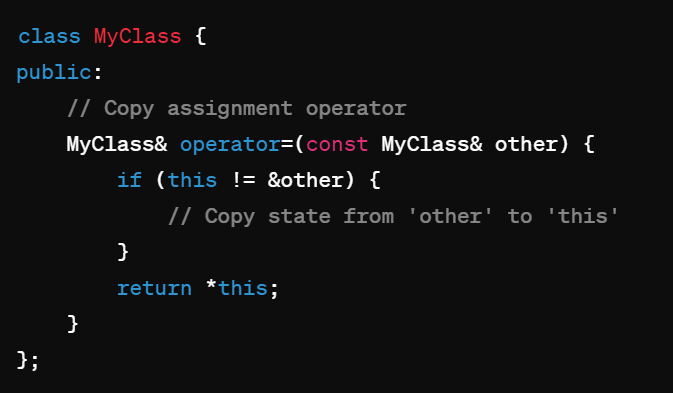 class MyClass {
public:
    // Copy assignment operator
    MyClass& operator=(const MyClass& other) {
        if (this != &other) {
            // Copy state from 'other' to 'this'
        }
        return *this;
    }
};